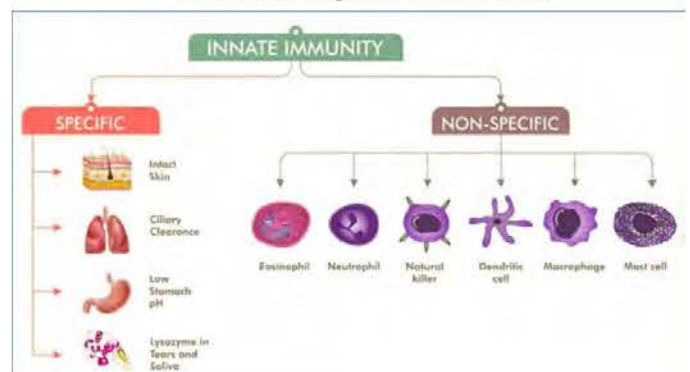 INNATE IMMUNITY
SPECIFIC
NON-SPECIFIC
Intact
Skin
Ciliary
Clearance
Low
Stomach
pH
Lysozyme in
Tears and
Saliva
Eosinophil
Neutrophil
Natural
killer
Dendritic
cell
Macrophage
Mast cell